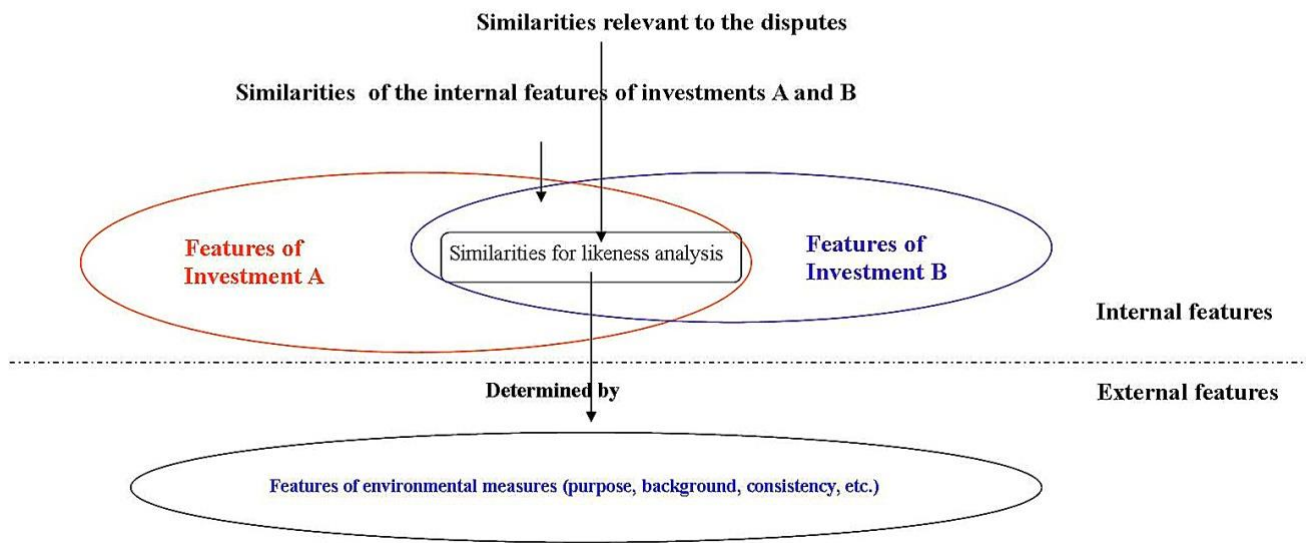 Similarities relevant to the disputes
Similarities of the internal features of investments A and B
Features of
Investment A
Similarities for likeness analysis
Features of
Investment B
Internal features
Determined by
External features
Features of environmental measures (purpose, background, consistency, etc.)